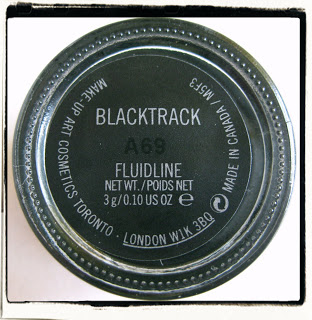 BLACKTRACK
A69
FLUIDLINE
NET WT. / POIDS NET
3 g / 0.10 US OZ ℮
MAKE-UP ART COSMETICS TORONTO · LONDON W1K 3BQ
MADE IN CANADA / M5F3